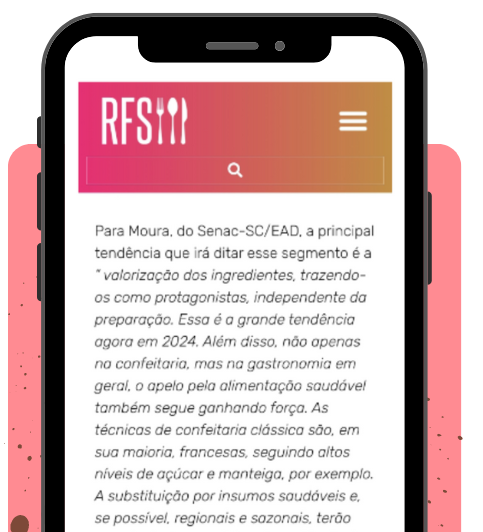 RFS
Para Moura, do Senac-SC/EAD, a principal
tendência que irá ditar esse segmento é a
“ valorização dos ingredientes, trazendo-
os como protagonistas, independente da
preparação. Essa é a grande tendência
agora em 2024. Além disso, não apenas
na confeitaria, mas na gastronomia em
geral, o apelo pela alimentação saudável
também segue ganhando força. As
técnicas de confeitaria clássica são, em
sua maioria, francesas, seguindo altos
níveis de açúcar e manteiga, por exemplo.
A substituição por insumos saudáveis e,
se possível, regionais e sazonais, terão